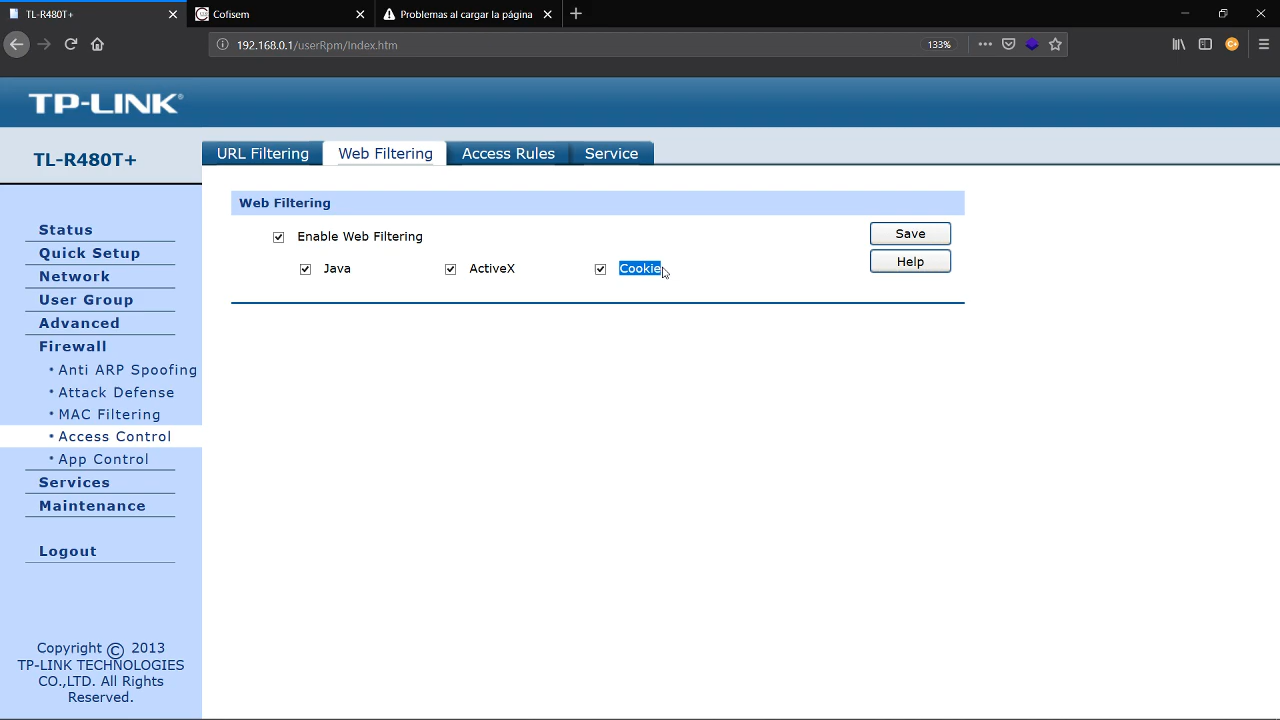 TL-R480T+
Cofisem
Problemas al cargar la página
192.168.0.1/userRpm/Index.htm
133%
TP-LINK®
TL-R480T+
URL Filtering
Web Filtering
Access Rules
Service
Web Filtering
Enable Web Filtering
Save
Java
ActiveX
Cookie
Help
Status
Quick Setup
Network
User Group
Advanced
Firewall
• Anti ARP Spoofing
• Attack Defense
• MAC Filtering
• Access Control
• App Control
Services
Maintenance
Logout
Copyright © 2013
TP-LINK TECHNOLOGIES
CO.,LTD. All Rights
Reserved.